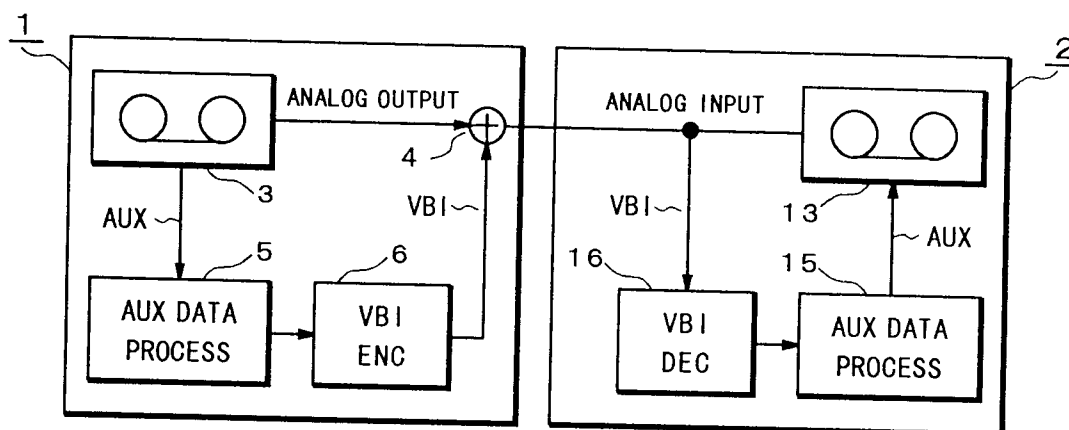 1
2
ANALOG OUTPUT
ANALOG INPUT
4
3
13
AUX
VBI
VBI
AUX
5
6
16
15
AUX DATA
PROCESS
VBI
ENC
VBI
DEC
AUX DATA
PROCESS